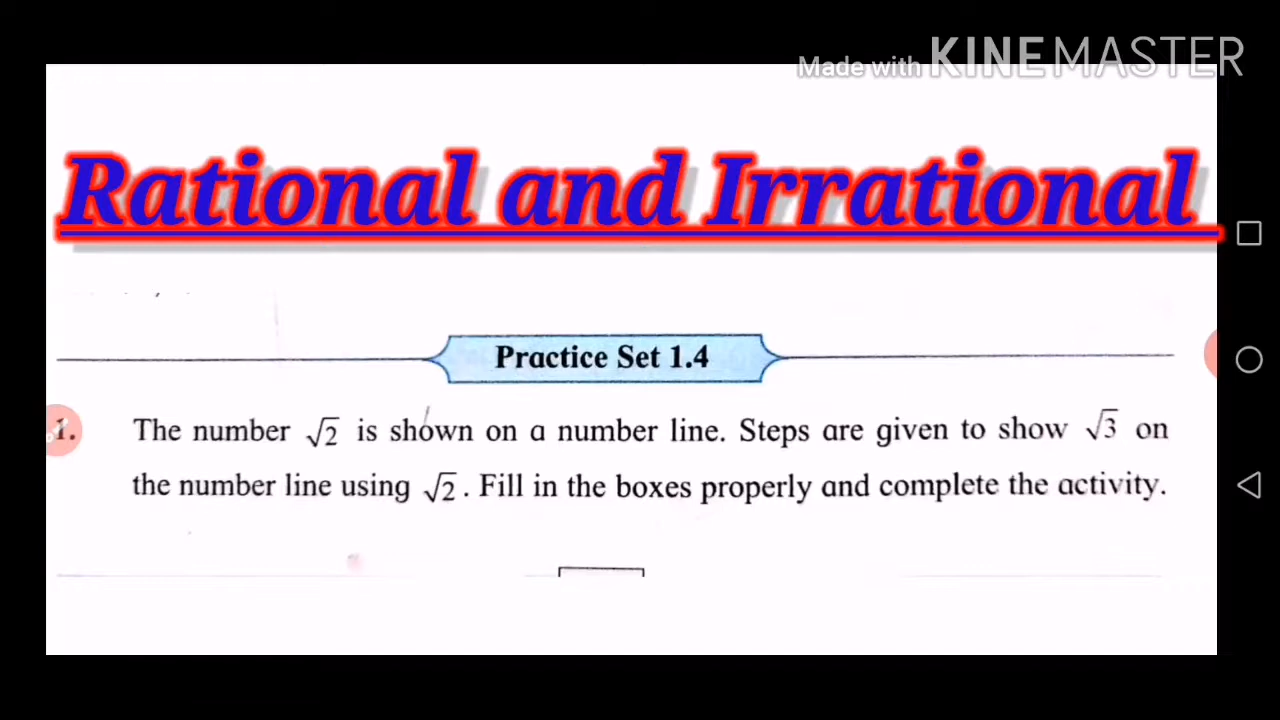 Made with KINEMASTER
Rational and Irrational
Practice Set 1.4
1. The number √2 is shown on a number line. Steps are given to show √3 on
the number line using √2. Fill in the boxes properly and complete the activity.